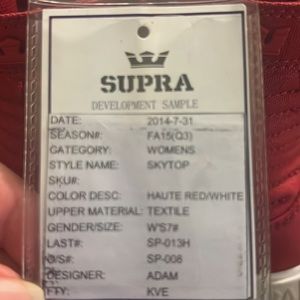 SUPRA
DEVELOPMENT SAMPLE
DATE: 2014-7-31
SEASON#: FA15(Q3)
CATEGORY: WOMENS
STYLE NAME: SKYTOP
SKU#:
COLOR DESC: HAUTE RED/WHITE
UPPER MATERIAL: TEXTILE
GENDER/SIZE: W'S7#
LAST#: SP-013H
O/S#: SP-008
DESIGNER: ADAM
FTY: KVE